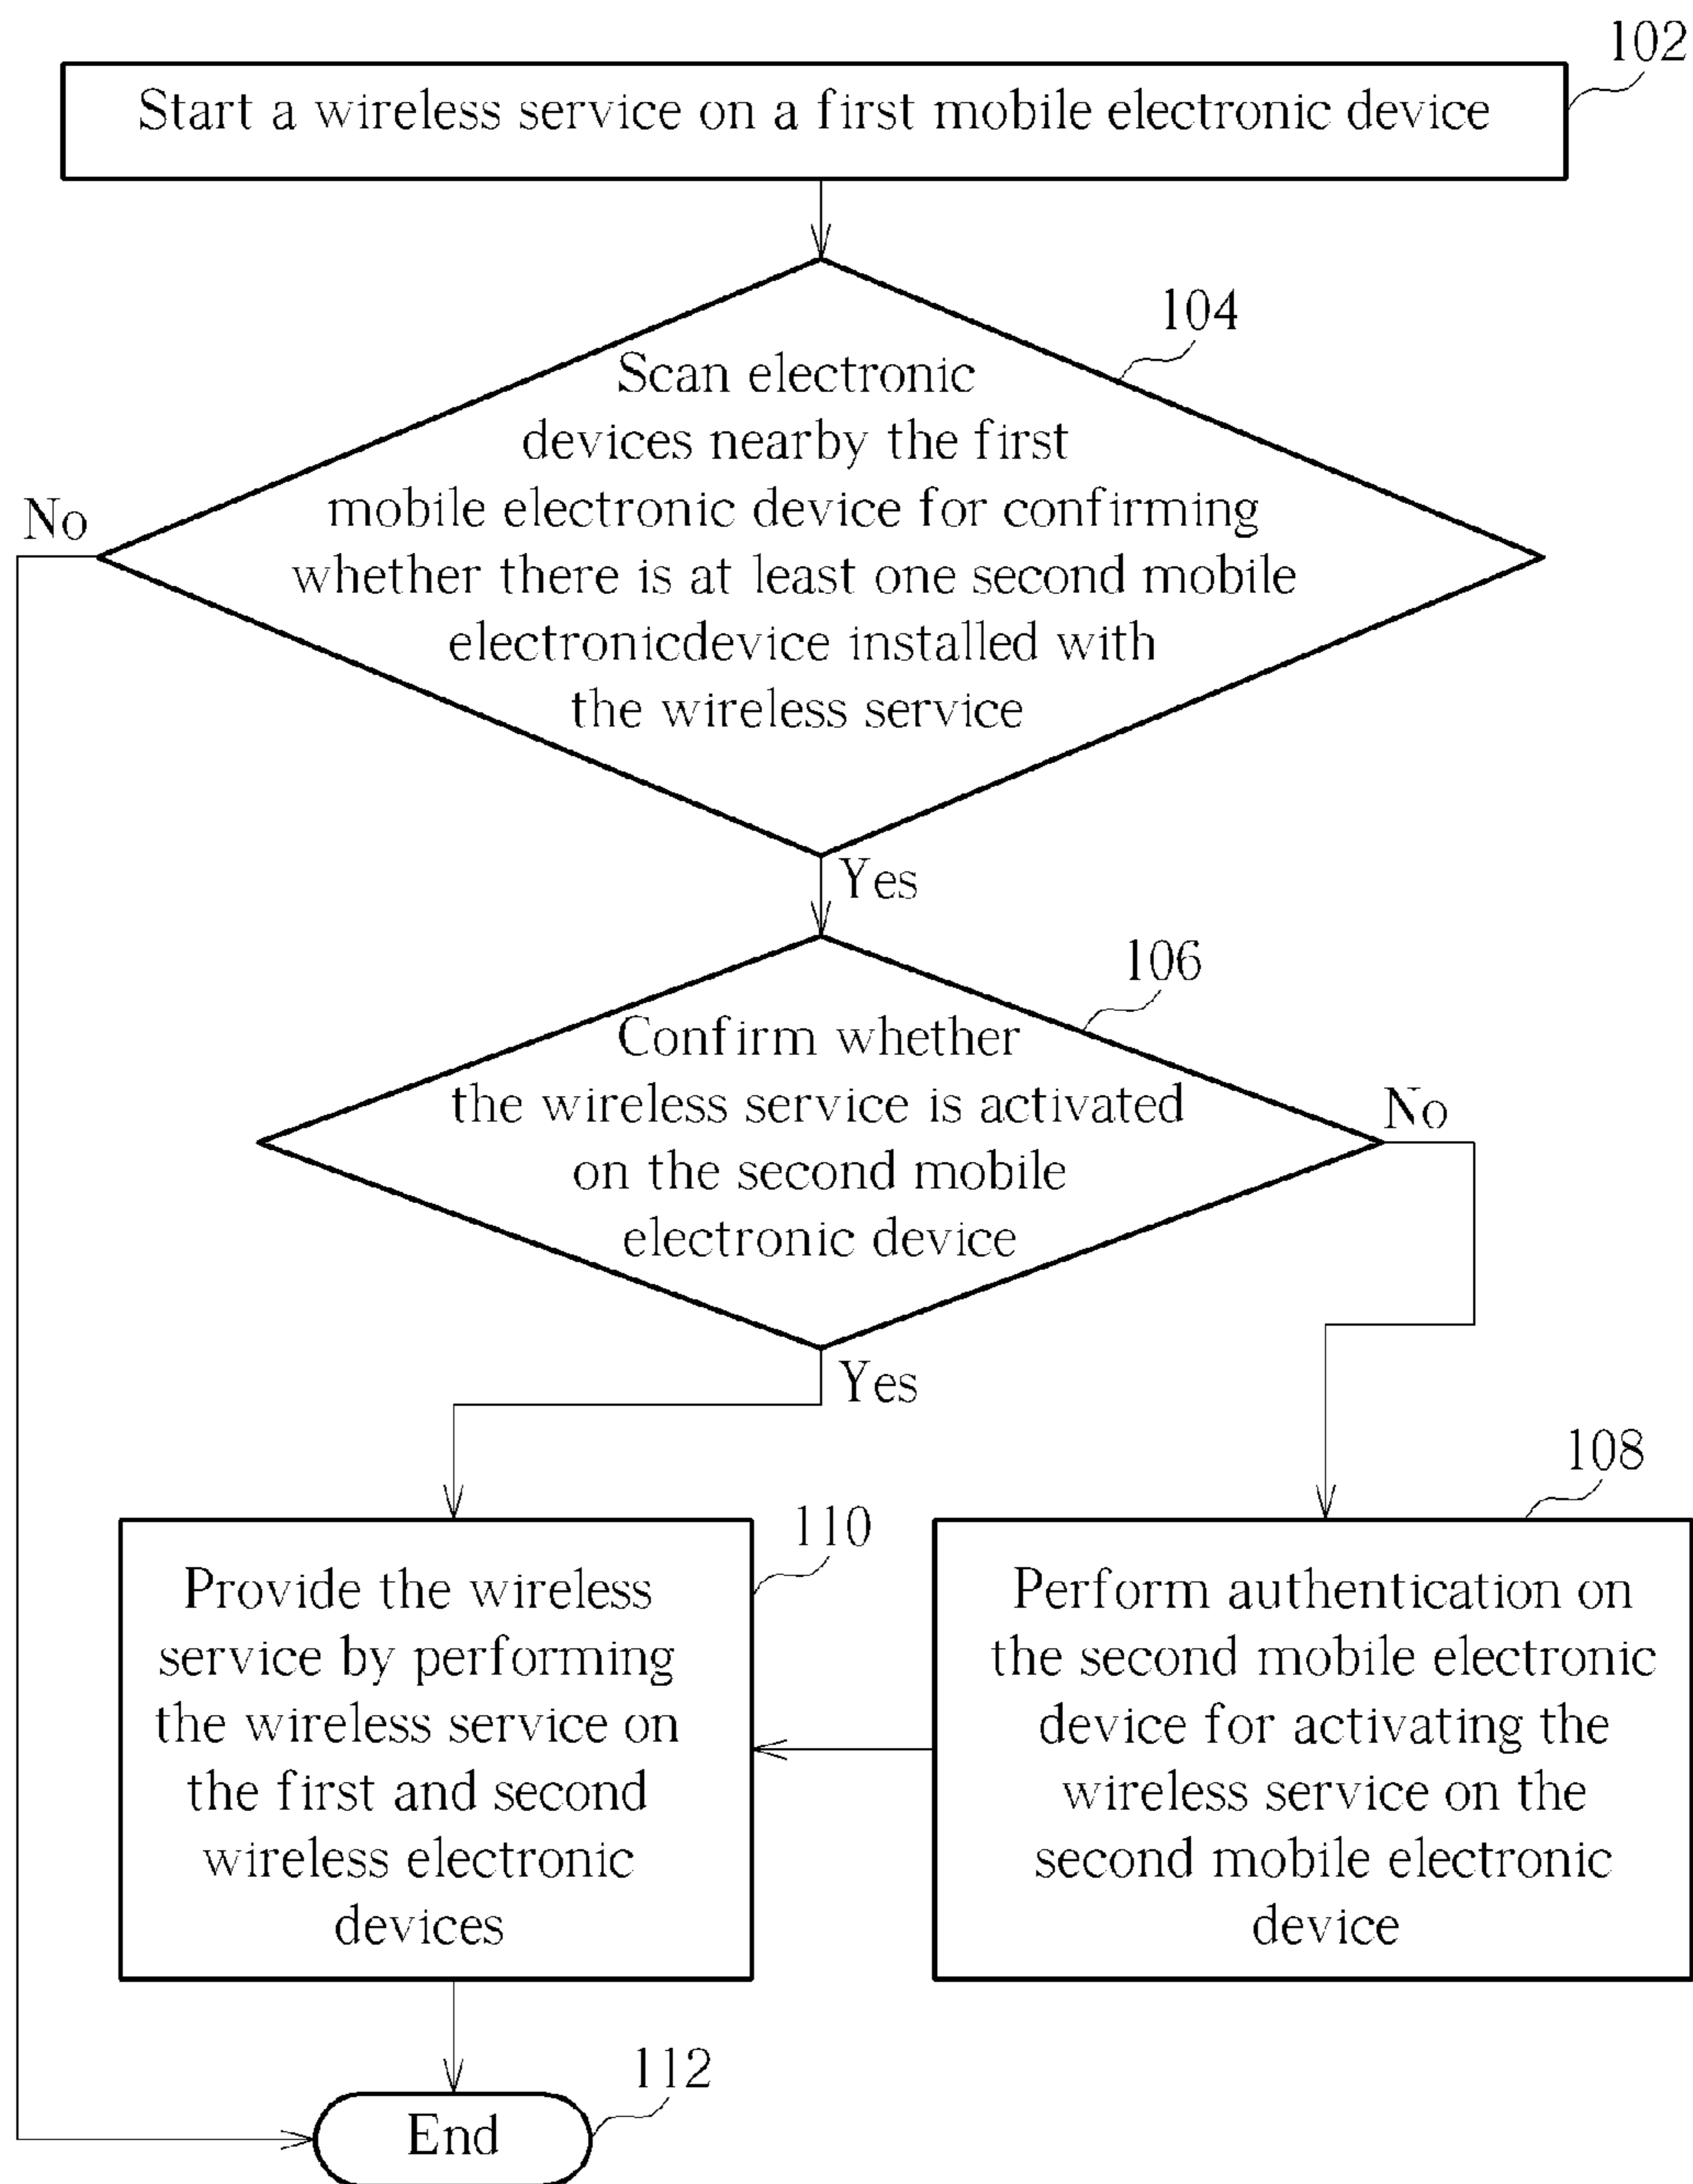 102
Start a wireless service on a first mobile electronic device
104
Scan electronic
devices nearby the first
mobile electronic device for confirming
whether there is at least one second mobile
electronicdevice installed with
the wireless service
No
Yes
106
Confirm whether
the wireless service is activated
on the second mobile
electronic device
No
Yes
110
Provide the wireless
service by performing
the wireless service on
the first and second
wireless electronic
devices
108
Perform authentication on
the second mobile electronic
device for activating the
wireless service on the
second mobile electronic
device
112
End